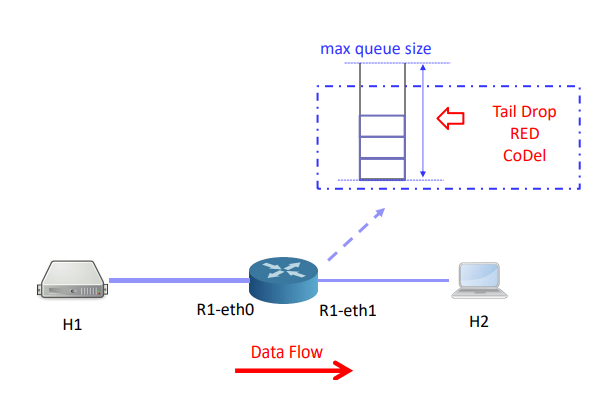 max queue size
Tail Drop
RED
CoDel
R1-eth0
R1-eth1
H1
H2
Data Flow